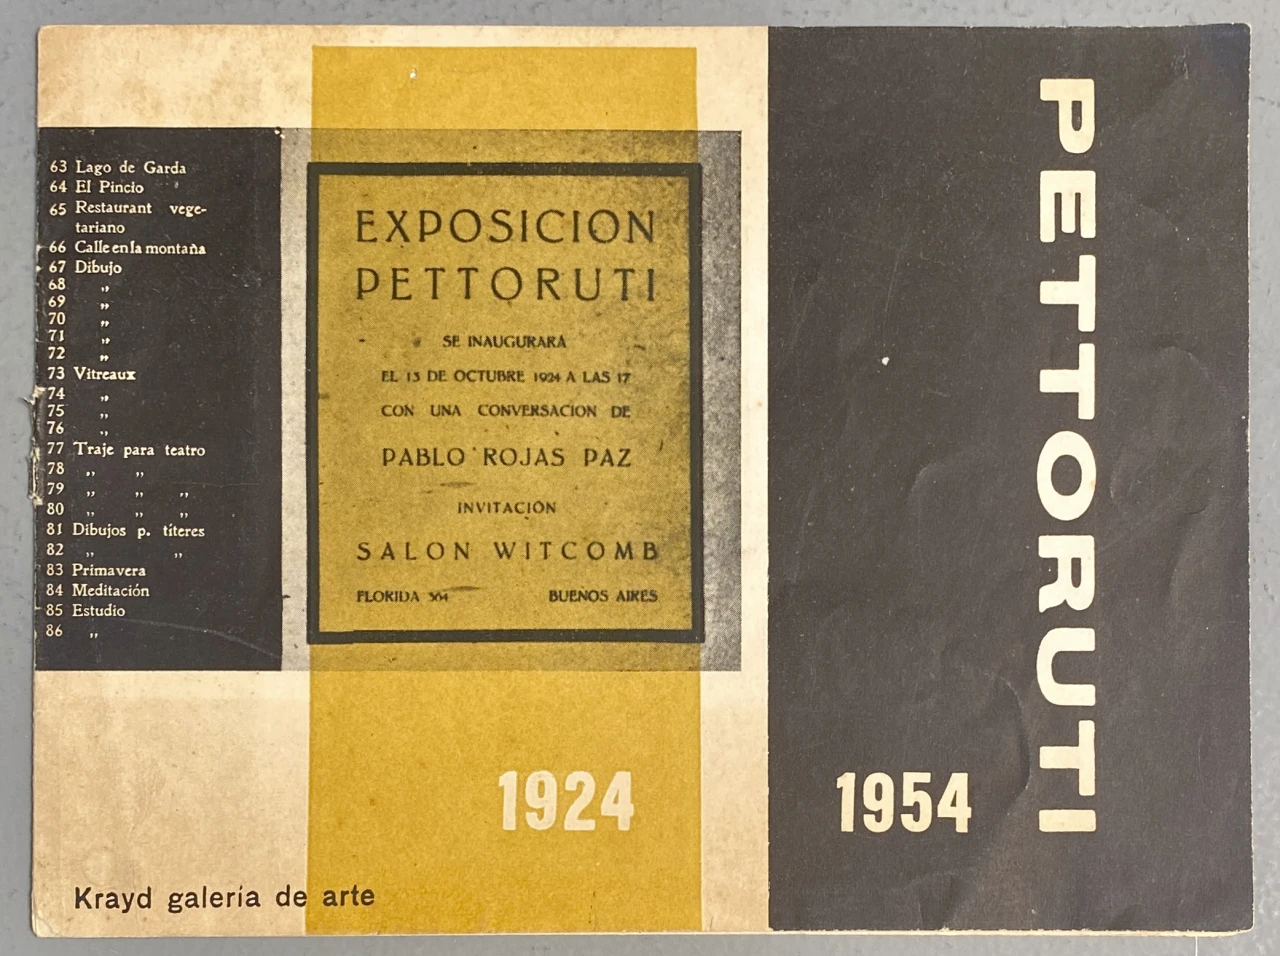 63 Lago de Garda
64 El Pincio
65 Restaurant vege-
tariano
66 Calle en la montaña
67 Dibujo
68 „
69 „
70 „
71 „
72 „
73 Vitreaux
74 „
75 „
76 „
77 Traje para teatro
78 „ „
79 „ „ „
80 „ „ „
81 Dibujos p. títeres
82 „ „
83 Primavera
84 Meditación
85 Estudio
86 „
EXPOSICION
PETTORUTI
SE INAUGURARÁ
EL 13 DE OCTUBRE 1924 A LAS 17
CON UNA CONVERSACION DE
PABLO ROJAS PAZ
INVITACIÓN
SALON WITCOMB
FLORIDA 364 BUENOS AIRES
1924
Krayd galería de arte
PETTORUTI
1954